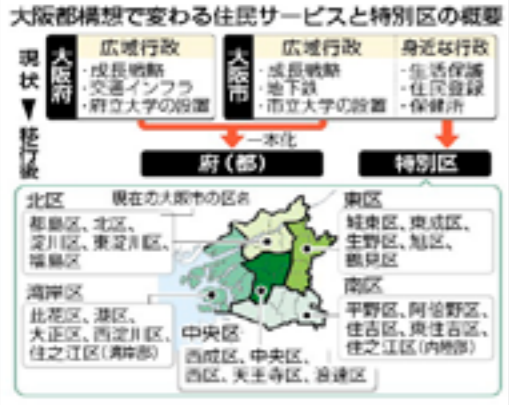 大阪都構想で変わる住民サービスと特別区の概要
現状
移行後
大阪府
広域行政
・成長戦略
・交通インフラ
・府立大学の設置
大阪市
広域行政
・成長戦略
・地下鉄
・市立大学の設置
身近な行政
・生活保護
・住民登録
・保健所
一本化
府(都)
特別区
北区
現在の大阪市の区名
都島区、北区、
淀川区、東淀川区、
福島区
東区
城東区、東成区、
生野区、旭区、
鶴見区
湾岸区
此花区、港区、
大正区、西淀川区、
住之江区(湾岸部)
南区
平野区、阿倍野区、
住吉区、東住吉区、
住之江区(内地部)
中央区
西成区、中央区、
西区、天王寺区、浪速区